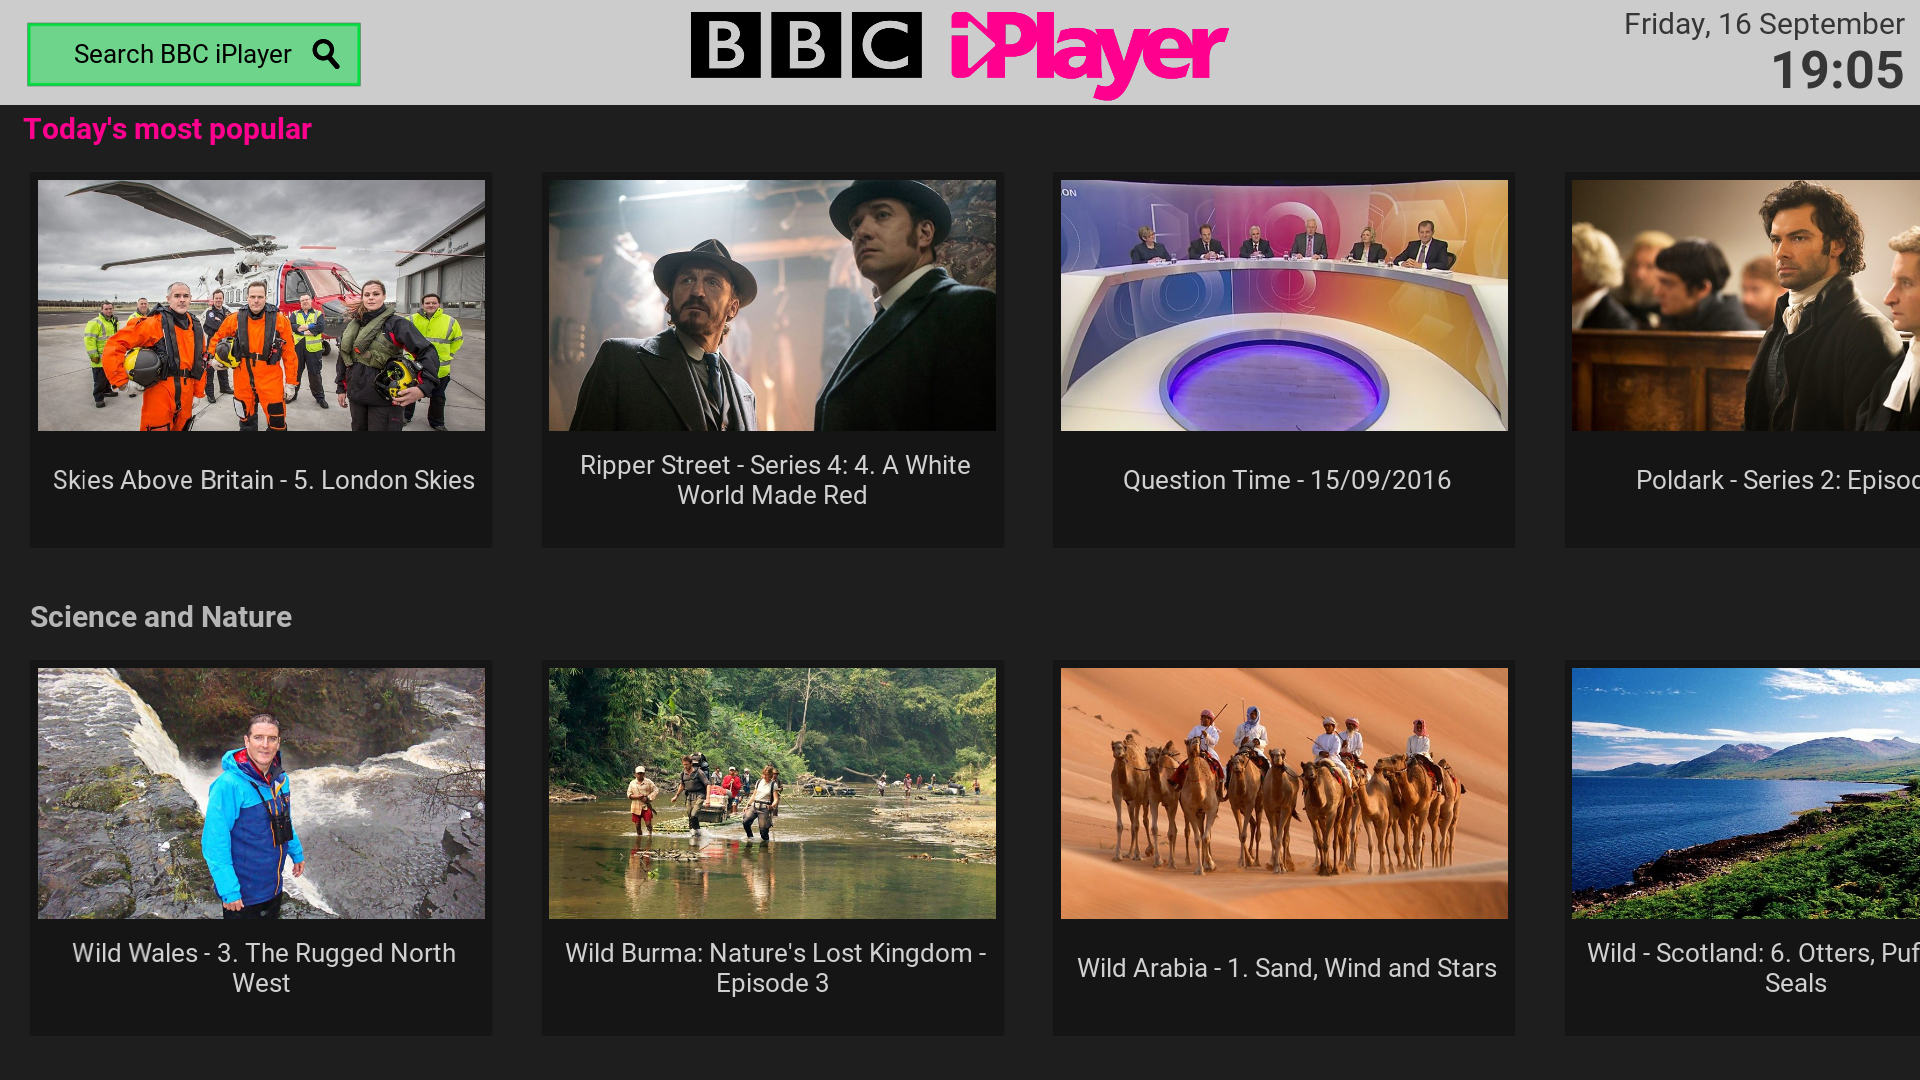 Search BBC iPlayer
BBC iPlayer
Friday, 16 September
19:05
Today's most popular
ON
Skies Above Britain - 5. London Skies
Ripper Street - Series 4: 4. A White
World Made Red
Question Time - 15/09/2016
Poldark - Series 2: Episod
Science and Nature
Wild Wales - 3. The Rugged North
West
Wild Burma: Nature's Lost Kingdom -
Episode 3
Wild Arabia - 1. Sand, Wind and Stars
Wild - Scotland: 6. Otters, Puf
Seals